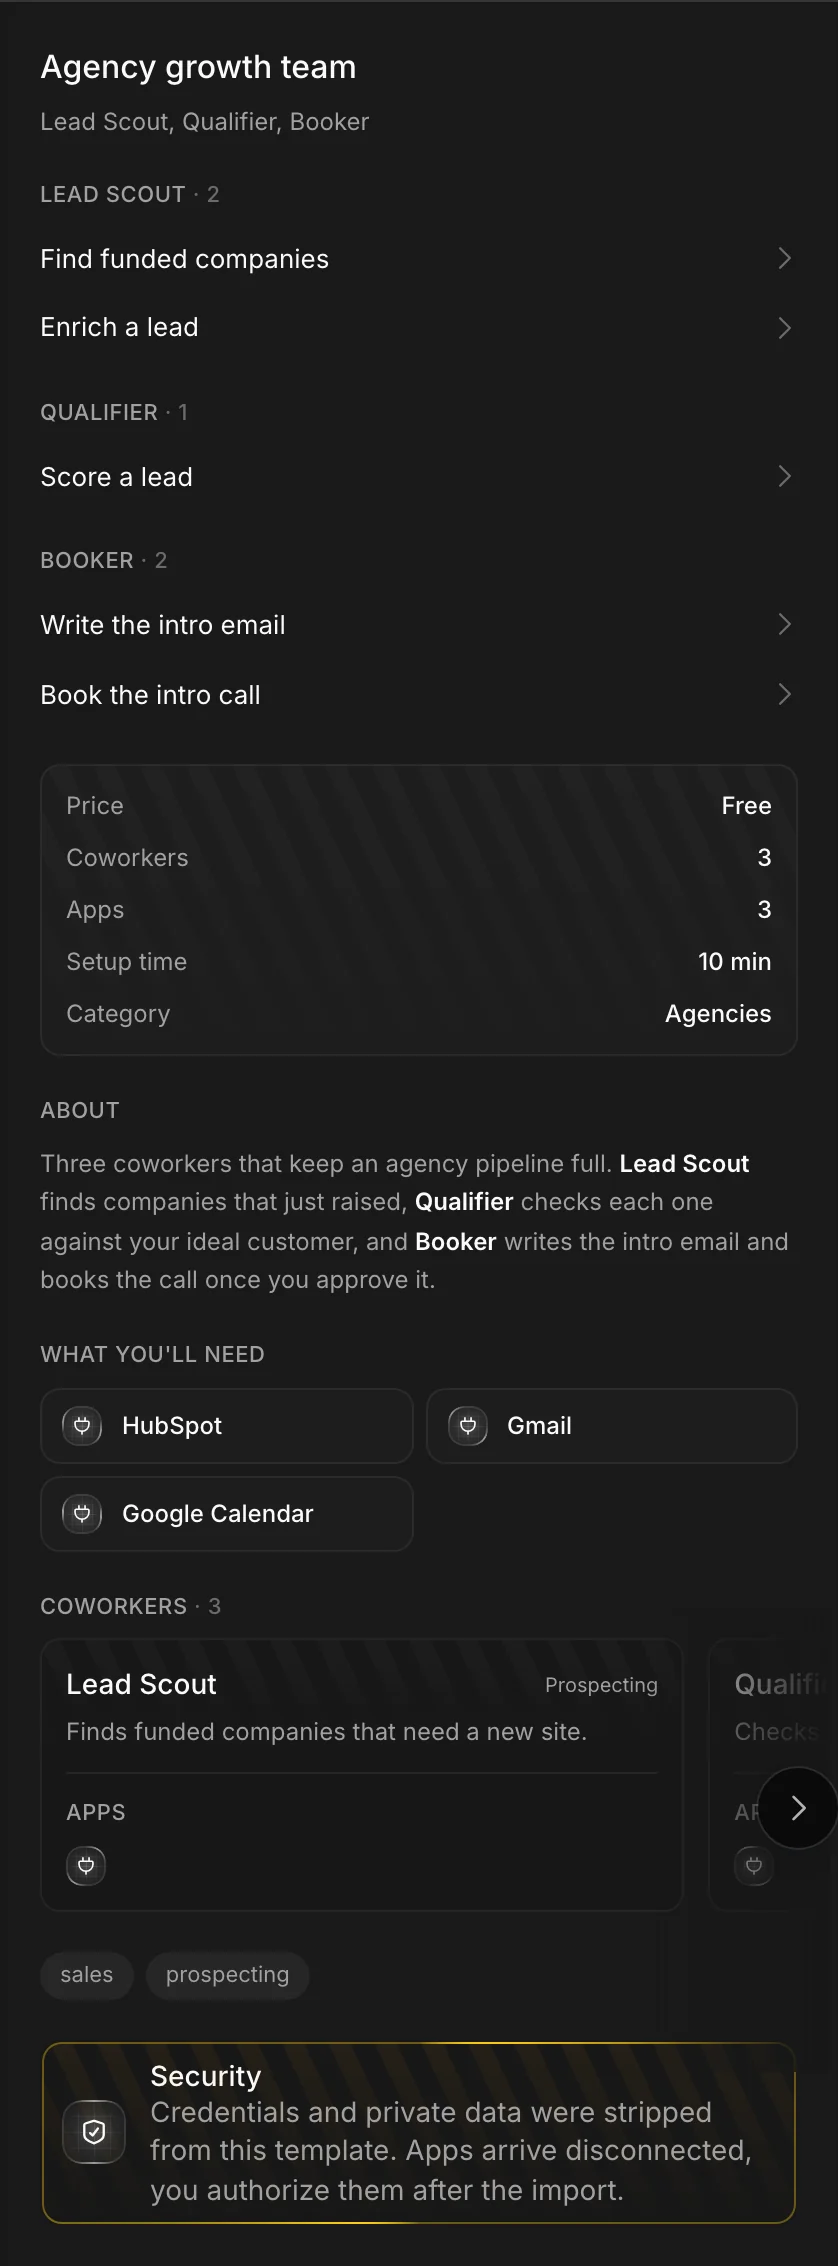 Agency growth team
Lead Scout, Qualifier, Booker
LEAD SCOUT · 2
Find funded companies
Enrich a lead
QUALIFIER · 1
Score a lead
BOOKER · 2
Write the intro email
Book the intro call
Price Free
Coworkers 3
Apps 3
Setup time 10 min
Category Agencies
ABOUT
Three coworkers that keep an agency pipeline full. Lead Scout
finds companies that just raised, Qualifier checks each one
against your ideal customer, and Booker writes the intro email and
books the call once you approve it.
WHAT YOU'LL NEED
HubSpot
Gmail
Google Calendar
COWORKERS · 3
Lead Scout Prospecting
Finds funded companies that need a new site.
APPS
Qualifi
Checks
AP
sales
prospecting
Security
Credentials and private data were stripped
from this template. Apps arrive disconnected,
you authorize them after the import.